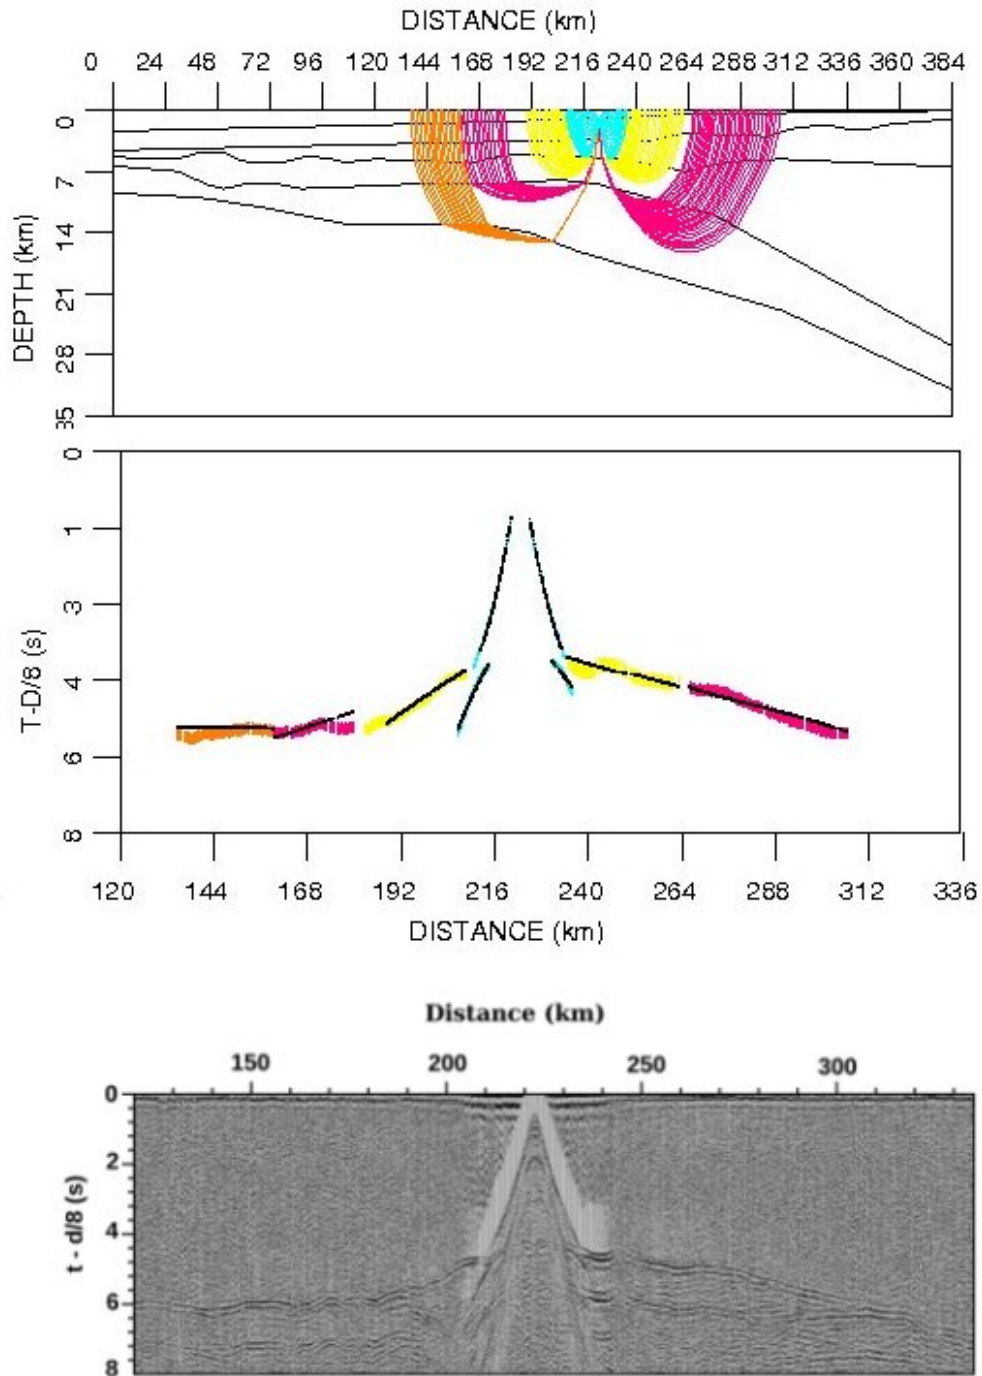 DISTANCE (km)
0 24 48 72 96 120 144 168 192 216 240 264 288 312 336 360 384
DEPTH (km)
0
7
14
21
28
35
T-D/8 (s)
0
1
3
4
6
8
120 144 168 192 216 240 264 288 312 336
DISTANCE (km)
Distance (km)
150 200 250 300
t - d/8 (s)
0
2
4
6
8